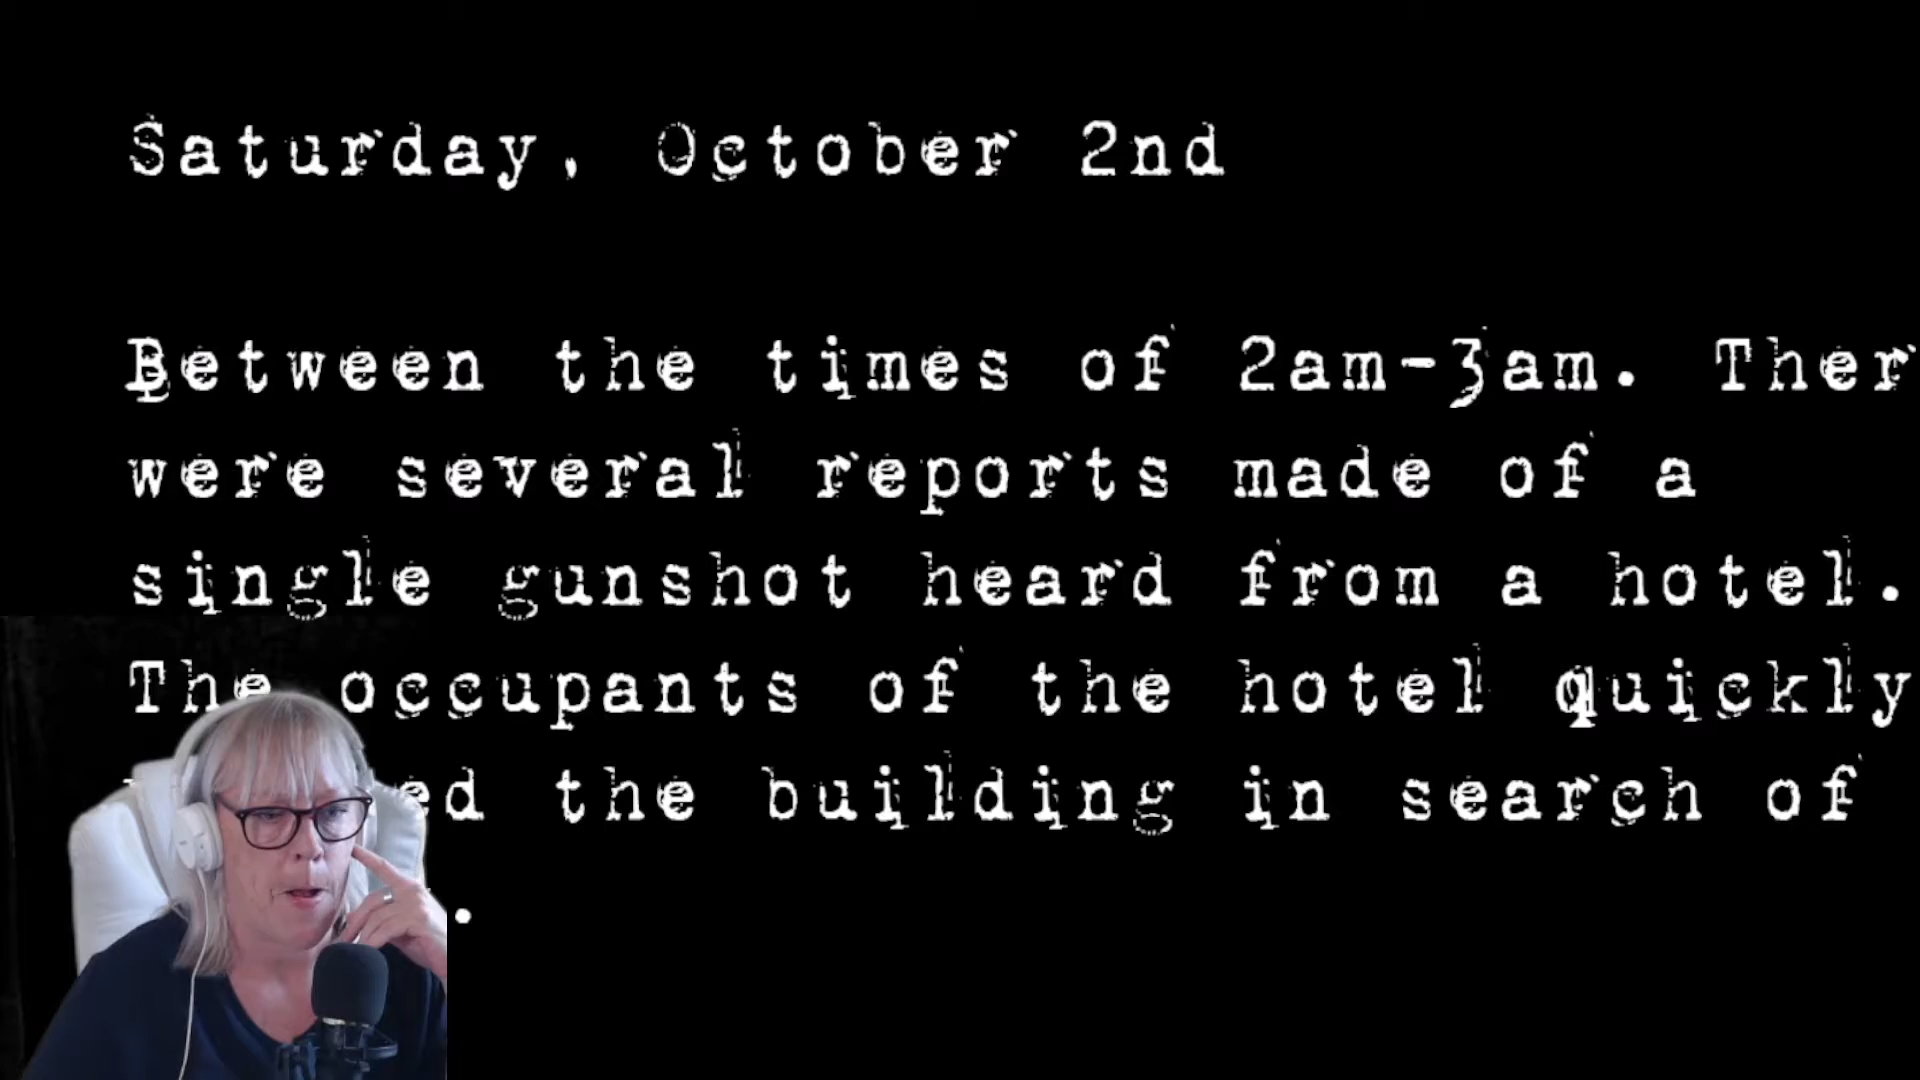 Saturday, October 2nd
Between the times of 2am-3am. Ther
were several reports made of a
single gunshot heard from a hotel.
The occupants of the hotel quickly
the building in search of